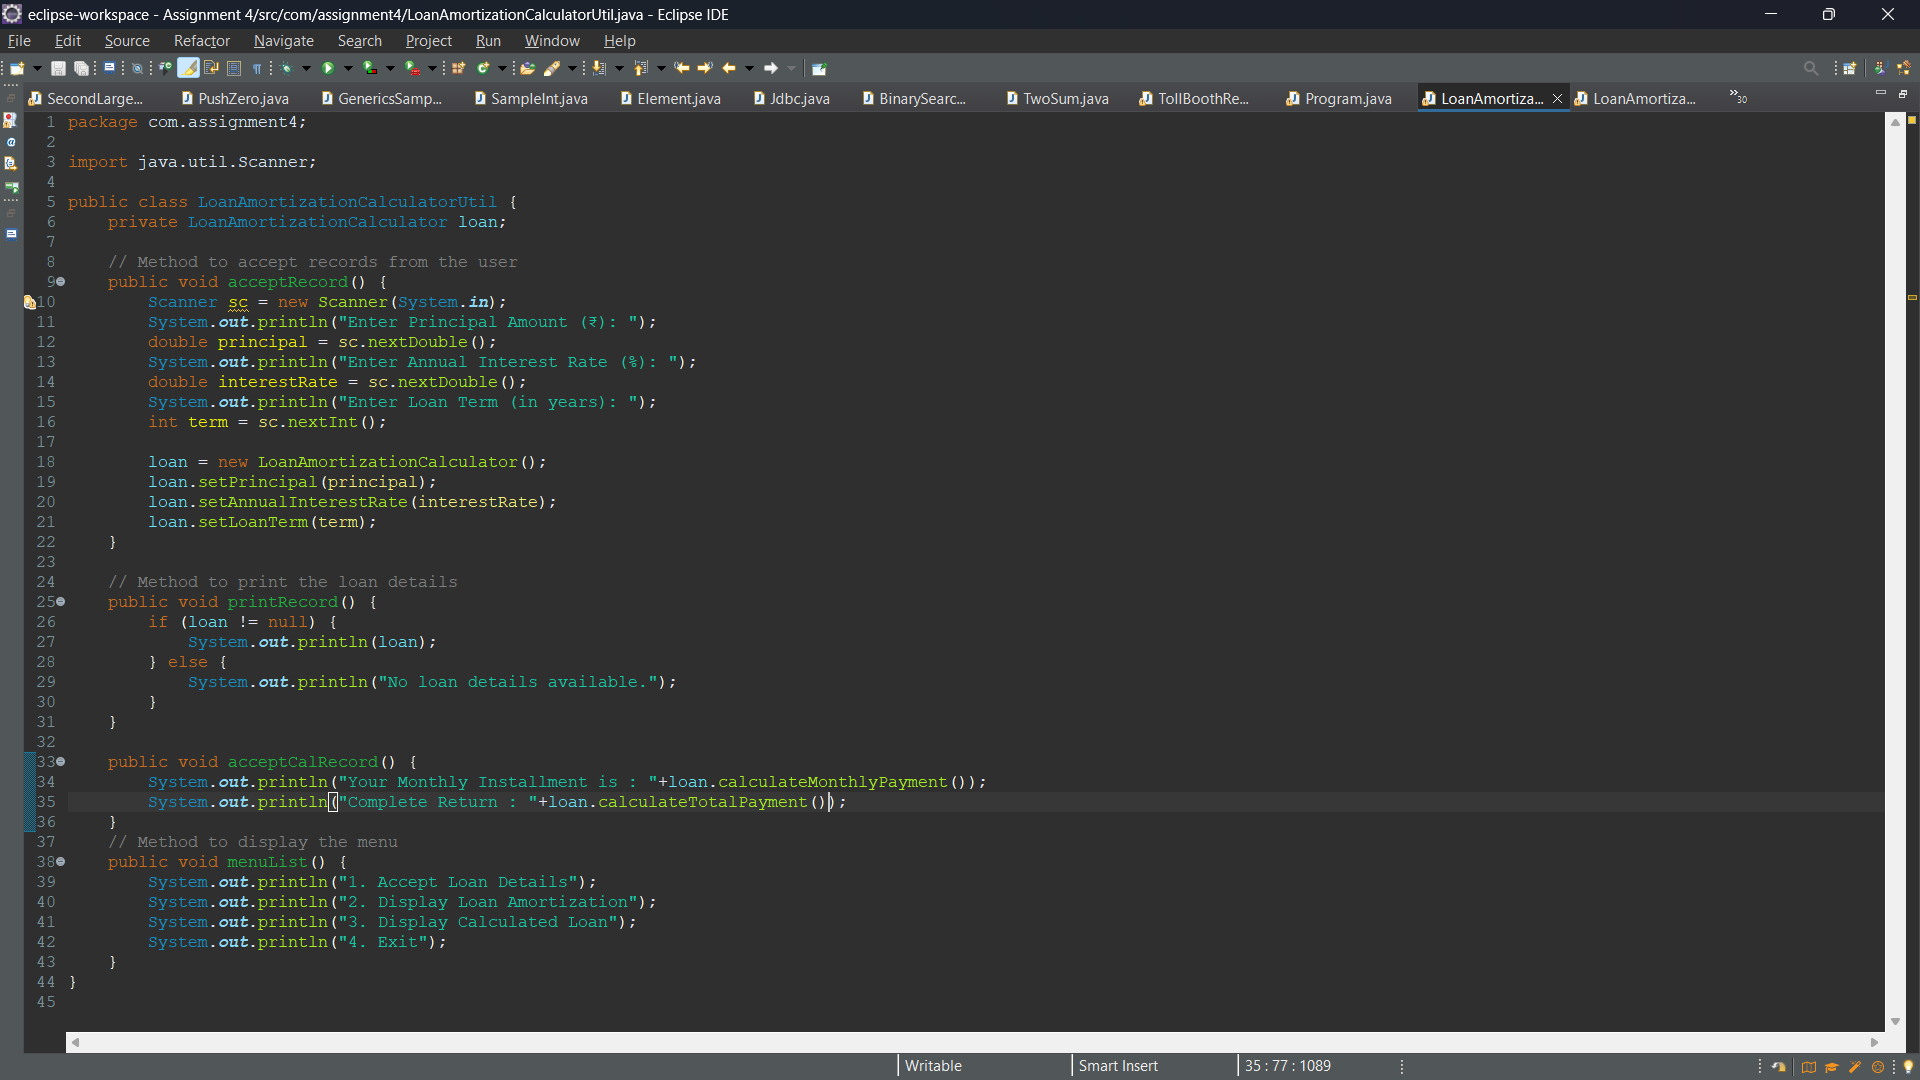 eclipse-workspace - Assignment 4/src/com/assignment4/LoanAmortizationCalculatorUtil.java - Eclipse IDE
File Edit Source Refactor Navigate Search Project Run Window Help
SecondLarge... PushZero.java GenericsSamp... SampleInt.java Element.java Jdbc.java BinarySearc... TwoSum.java TollBoothRe... Program.java LoanAmortiza... LoanAmortiza... »30
1 package com.assignment4;
2
3 import java.util.Scanner;
4
5 public class LoanAmortizationCalculatorUtil {
6     private LoanAmortizationCalculator loan;
7
8     // Method to accept records from the user
9     public void acceptRecord() {
10         Scanner sc = new Scanner(System.in);
11         System.out.println("Enter Principal Amount (₹): ");
12         double principal = sc.nextDouble();
13         System.out.println("Enter Annual Interest Rate (%): ");
14         double interestRate = sc.nextDouble();
15         System.out.println("Enter Loan Term (in years): ");
16         int term = sc.nextInt();
17
18         loan = new LoanAmortizationCalculator();
19         loan.setPrincipal(principal);
20         loan.setAnnualInterestRate(interestRate);
21         loan.setLoanTerm(term);
22     }
23
24     // Method to print the loan details
25     public void printRecord() {
26         if (loan != null) {
27             System.out.println(loan);
28         } else {
29             System.out.println("No loan details available.");
30         }
31     }
32
33     public void acceptCalRecord() {
34         System.out.println("Your Monthly Installment is : "+loan.calculateMonthlyPayment());
35         System.out.println("Complete Return : "+loan.calculateTotalPayment());
36     }
37     // Method to display the menu
38     public void menuList() {
39         System.out.println("1. Accept Loan Details");
40         System.out.println("2. Display Loan Amortization");
41         System.out.println("3. Display Calculated Loan");
42         System.out.println("4. Exit");
43     }
44 }
45
Writable Smart Insert 35 : 77 : 1089